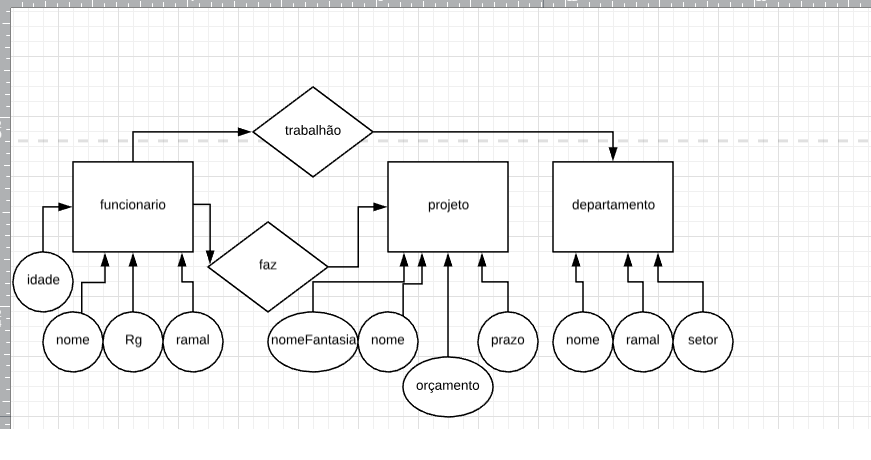 trabalhão
funcionario
projeto
departamento
faz
idade
nome
Rg
ramal
nomeFantasia
nome
prazo
nome
ramal
setor
orçamento